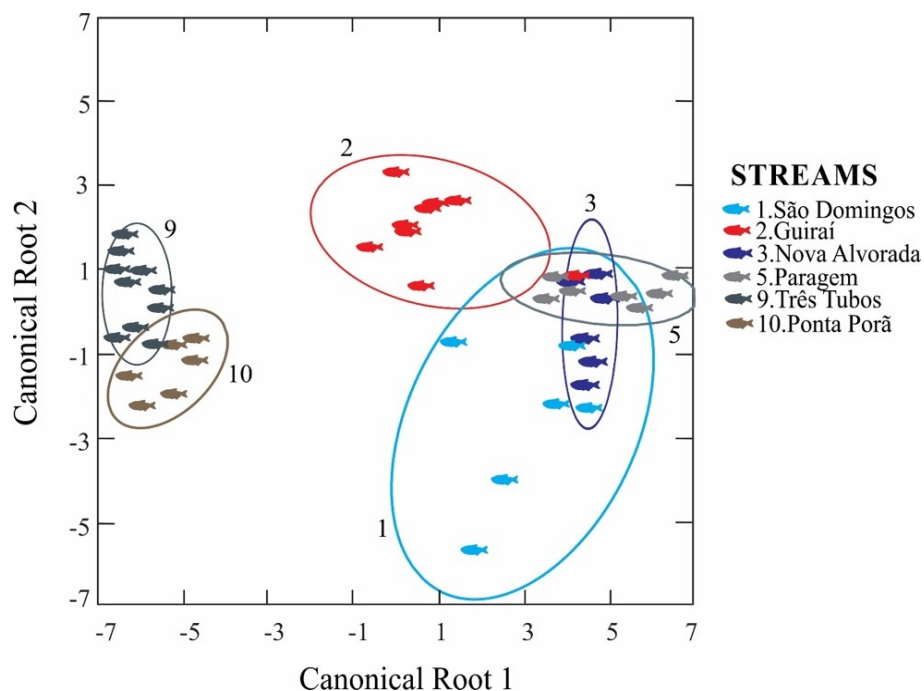 7
5
3
1
-1
-3
-5
-7
Canonical Root 2
-7
-5
-3
-1
1
3
5
7
Canonical Root 1
9
10
2
1
3
5
STREAMS
1.São Domingos
2.Guiraí
3.Nova Alvorada
5.Paragem
9.Três Tubos
10.Ponta Porã